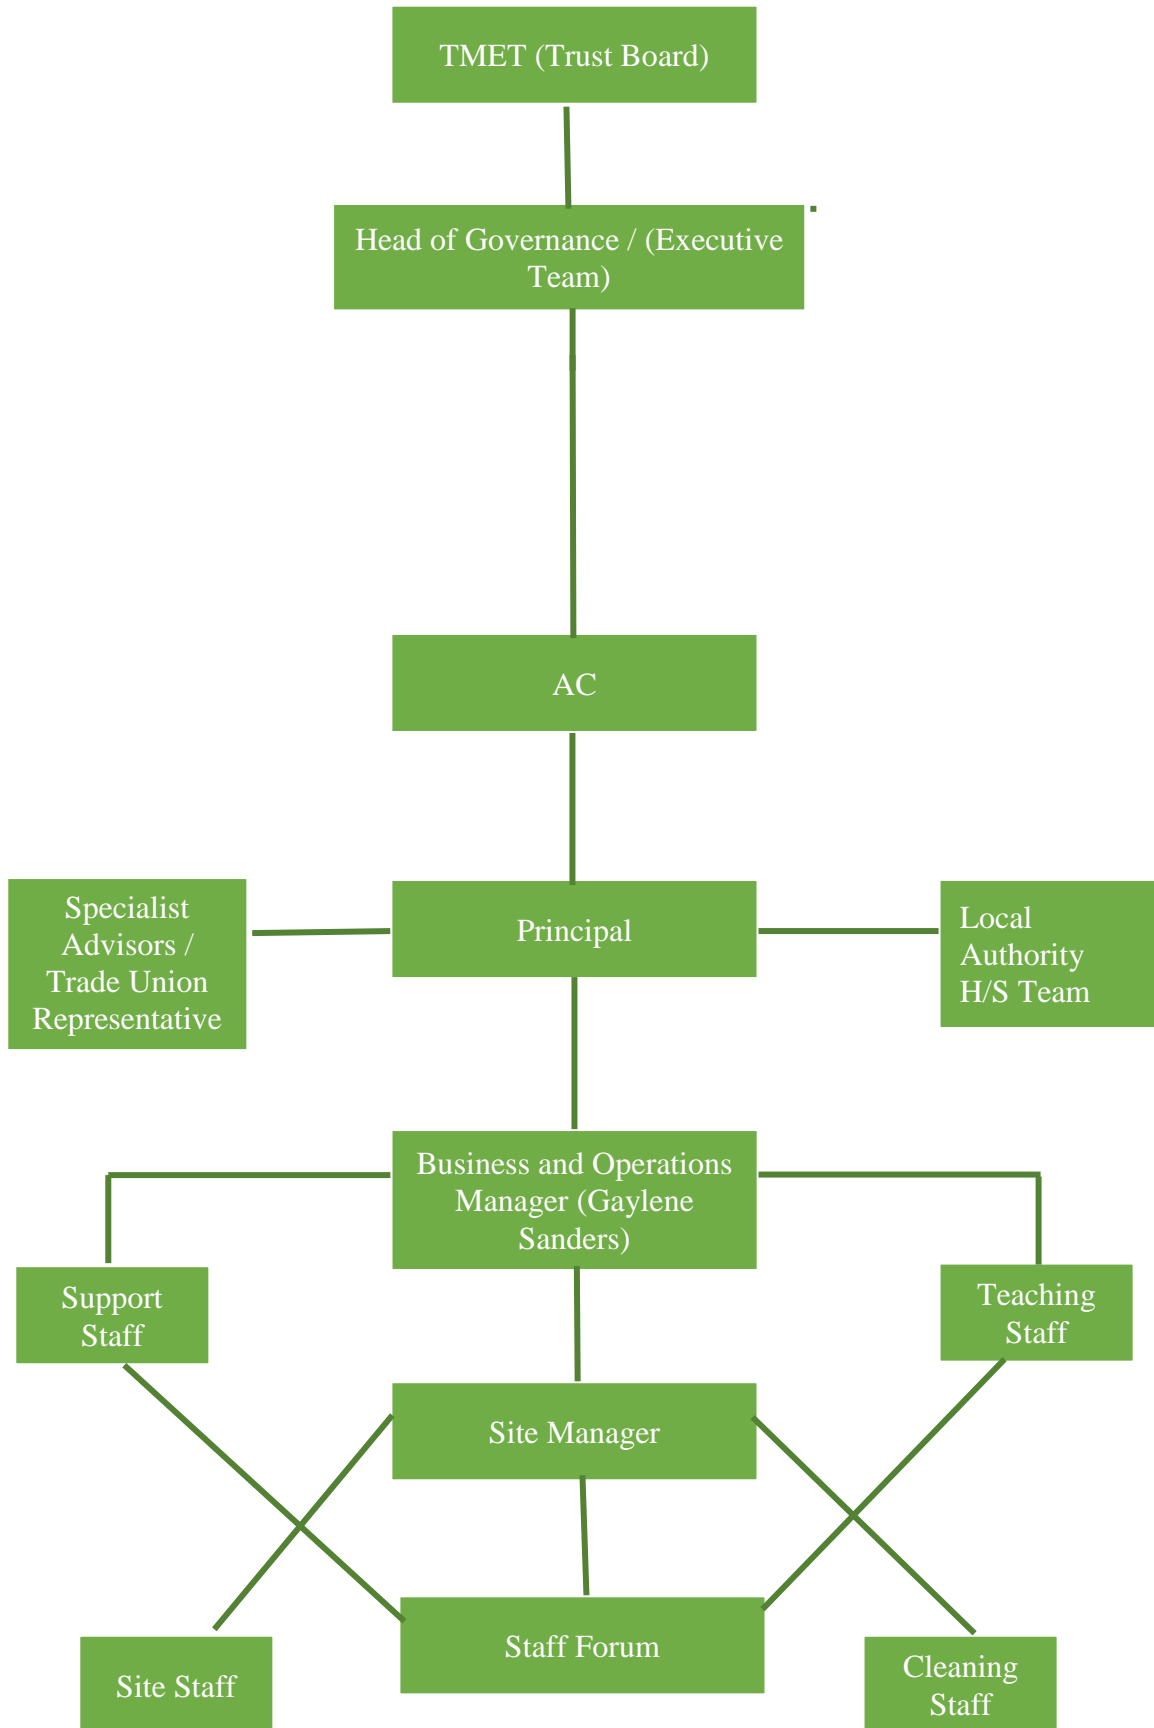 TMET (Trust Board)
Head of Governance / (Executive
Team)
AC
Specialist
Advisors /
Trade Union
Representative
Principal
Local
Authority
H/S Team
Business and Operations
Manager (Gaylene
Sanders)
Support
Staff
Teaching
Staff
Site Manager
Site Staff
Staff Forum
Cleaning
Staff